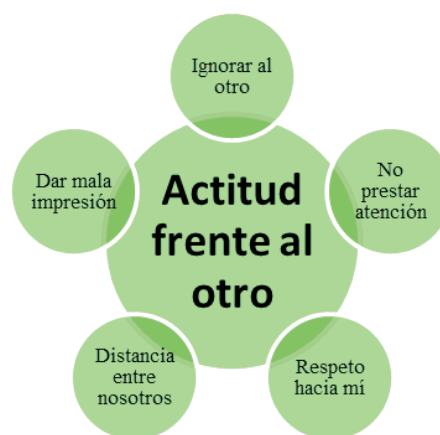 Ignorar al
otro
Dar mala
impresión
Actitud
frente al
otro
No
prestar
atención
Distancia
entre
nosotros
Respeto
hacia mí